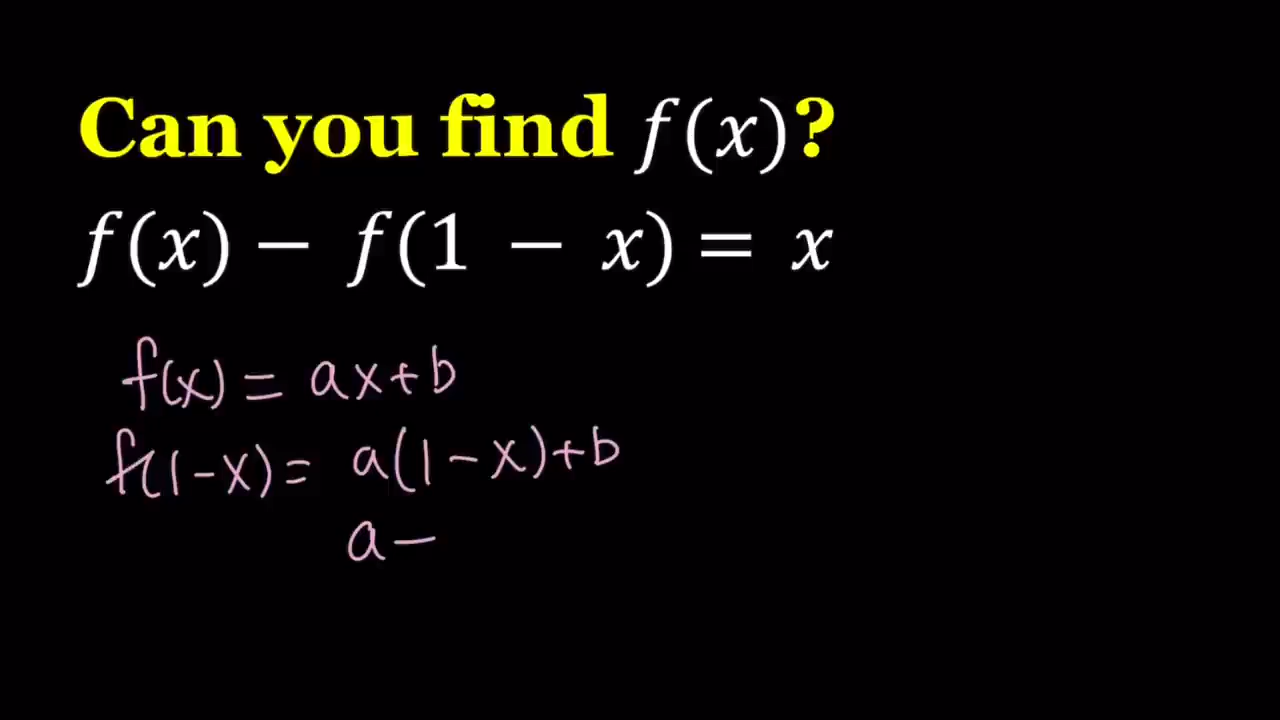 Can you find f(x)?
f(x) − f(1 − x) = x
f(x) = ax+b
f(1-x) = a(1-x)+b
a-